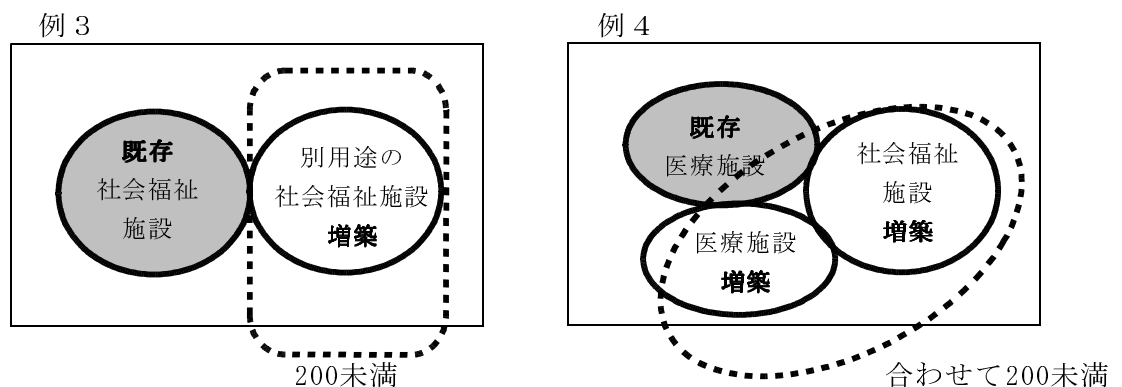 例３
既存
社会福祉
施設
別用途の
社会福祉施設
増築
200未満
例４
既存
医療施設
社会福祉
施設
増築
医療施設
増築
合わせて200未満